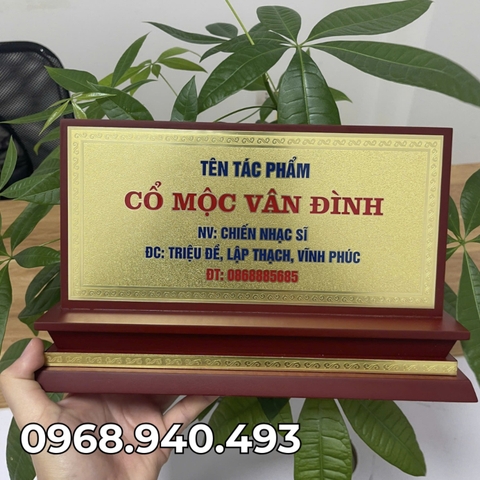 TÊN TÁC PHẨM
CỔ MỘC VÂN ĐÌNH
NV: CHIẾN NHẠC SĨ
ĐC: TRIỆU ĐỀ, LẬP THẠCH, VĨNH PHÚC
ĐT: 0868885685
0968.940.493